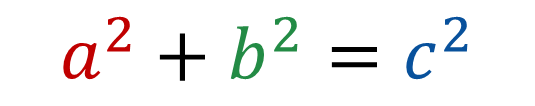 a² + b² = c²